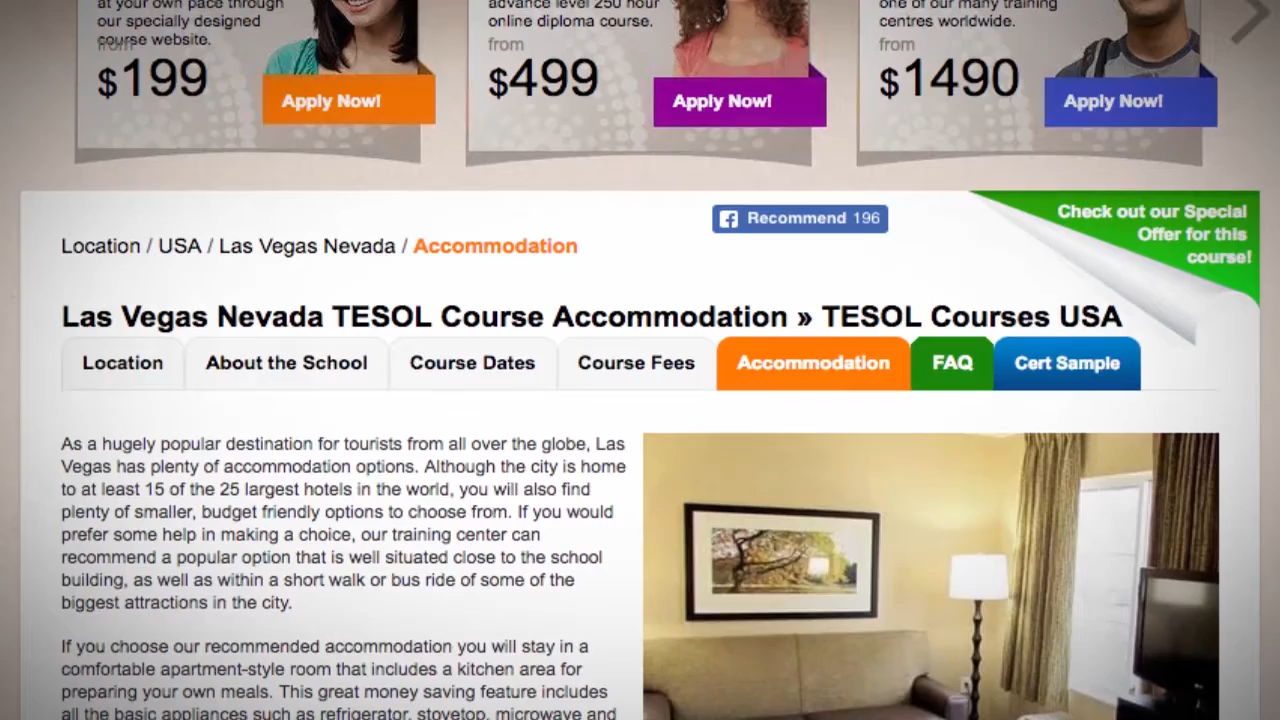 at your own pace through
our specially designed
course website.
from
$199
Apply Now!
advance level 250 hour
online diploma course.
from
$499
Apply Now!
one of our many training
centres worldwide.
from
$1490
Apply Now!
Recommend 196
Check out our Special
Offer for this
course!
Location / USA / Las Vegas Nevada / Accommodation
Las Vegas Nevada TESOL Course Accommodation » TESOL Courses USA
Location About the School Course Dates Course Fees Accommodation FAQ Cert Sample
As a hugely popular destination for tourists from all over the globe, Las
Vegas has plenty of accommodation options. Although the city is home
to at least 15 of the 25 largest hotels in the world, you will also find
plenty of smaller, budget friendly options to choose from. If you would
prefer some help in making a choice, our training center can
recommend a popular option that is well situated close to the school
building, as well as within a short walk or bus ride of some of the
biggest attractions in the city.
If you choose our recommended accommodation you will stay in a
comfortable apartment-style room that includes a kitchen area for
preparing your own meals. This great money saving feature includes
all the basic appliances such as refrigerator, stovetop, microwave and